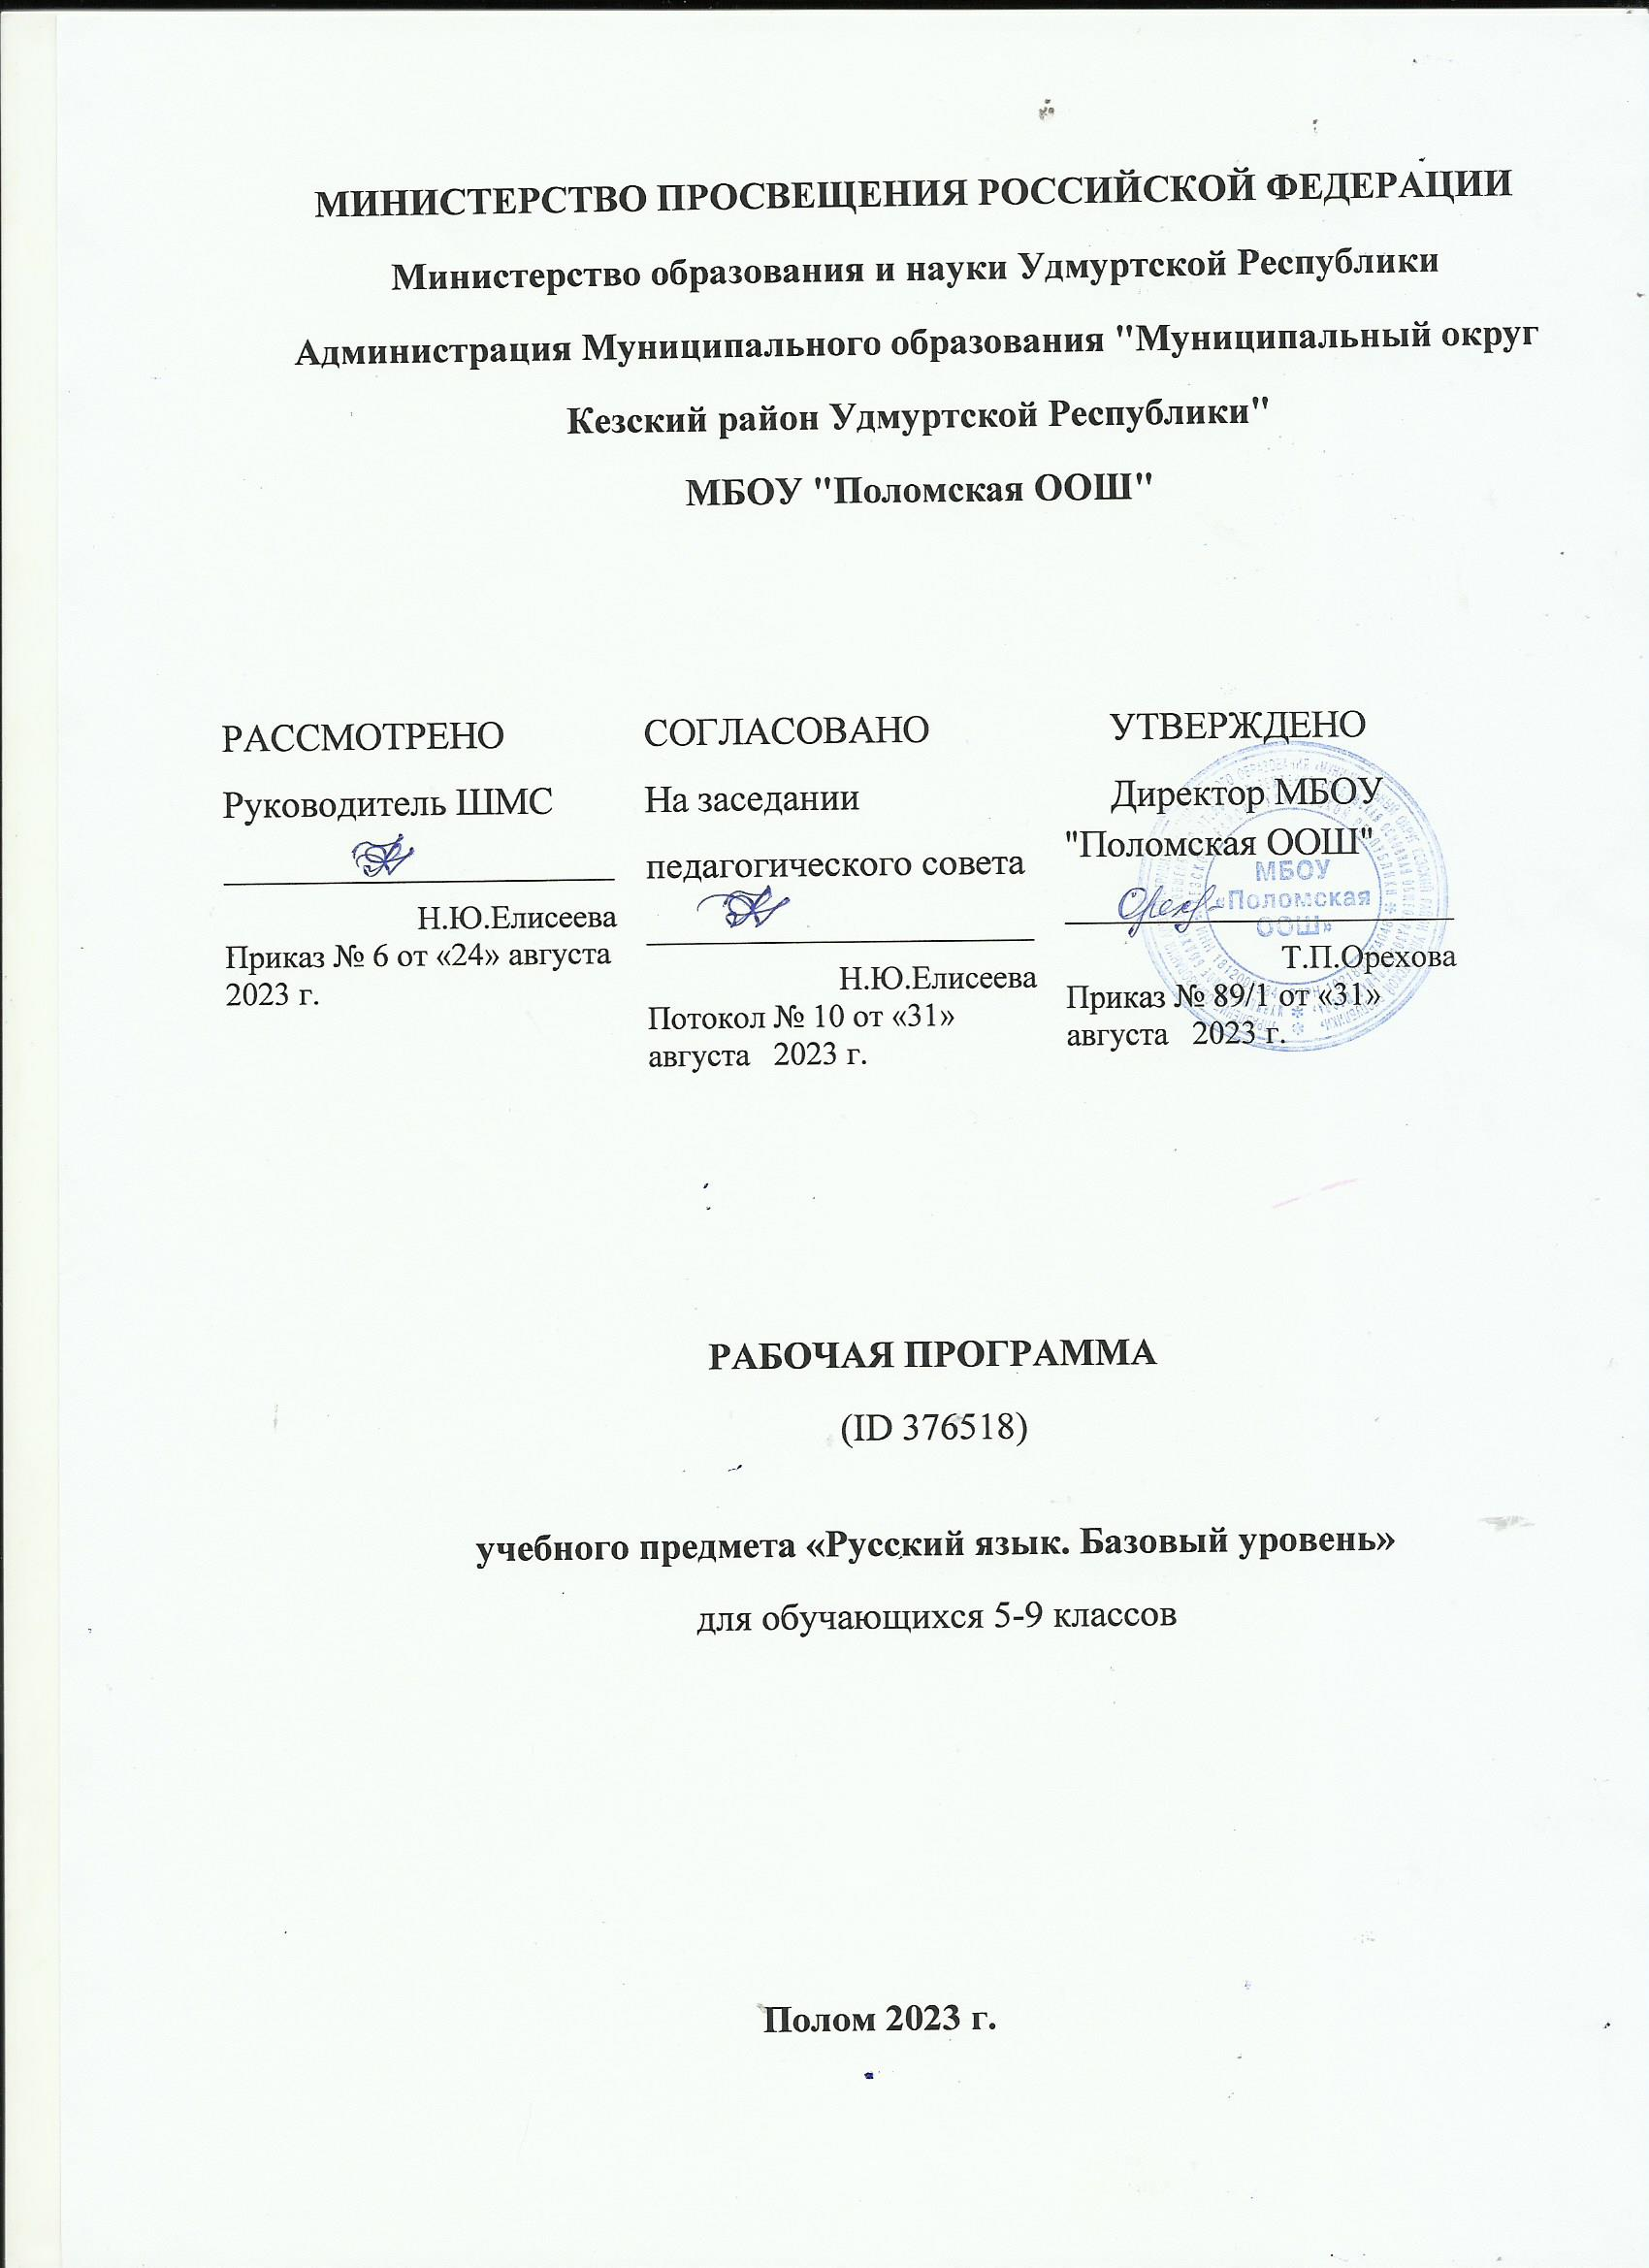 МИНИСТЕРСТВО ПРОСВЕЩЕНИЯ РОССИЙСКОЙ ФЕДЕРАЦИИ
Министерство образования и науки Удмуртской Республики
Администрация Муниципального образования "Муниципальный округ
Кезский район Удмуртской Республики"
МБОУ "Поломская ООШ"
РАССМОТРЕНО
Руководитель ШМС
Н.Ю.Елисеева
Приказ № 6 от «24» августа
2023 г.
СОГЛАСОВАНО
На заседании
педагогического совета
Н.Ю.Елисеева
Потокол № 10 от «31»
августа 2023 г.
УТВЕРЖДЕНО
Директор МБОУ
"Поломская ООШ"
МБОУ
«Поломская
ООШ»
Т.П.Орехова
Приказ № 89/1 от «31»
августа 2023 г.
РАБОЧАЯ ПРОГРАММА
(ID 376518)
учебного предмета «Русский язык. Базовый уровень»
для обучающихся 5-9 классов
Полом 2023 г.